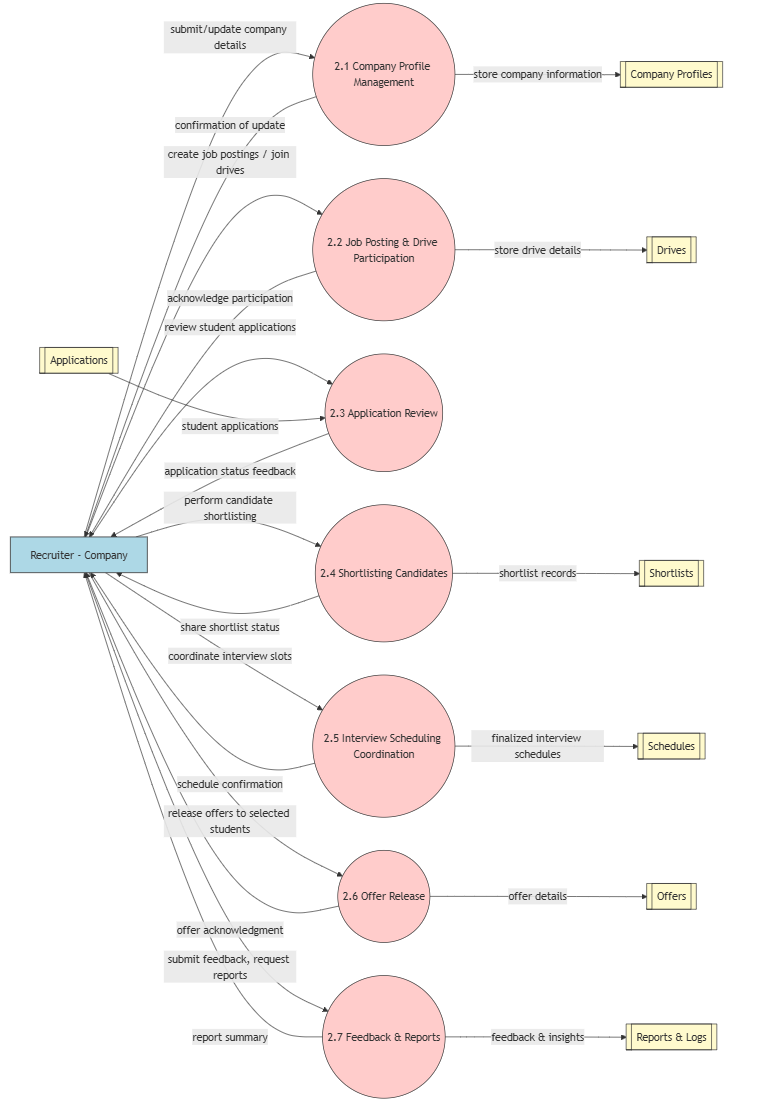 submit/update company
details
2.1 Company Profile
Management
store company information
Company Profiles
confirmation of update
create job postings / join
drives
2.2 Job Posting & Drive
Participation
store drive details
Drives
acknowledge participation
review student applications
Applications
2.3 Application Review
student applications
application status feedback
perform candidate
shortlisting
Recruiter - Company
2.4 Shortlisting Candidates
shortlist records
Shortlists
share shortlist status
coordinate interview slots
2.5 Interview Scheduling
Coordination
finalized interview
schedules
Schedules
schedule confirmation
release offers to selected
students
2.6 Offer Release
offer details
Offers
offer acknowledgment
submit feedback, request
reports
2.7 Feedback & Reports
feedback & insights
Reports & Logs
report summary